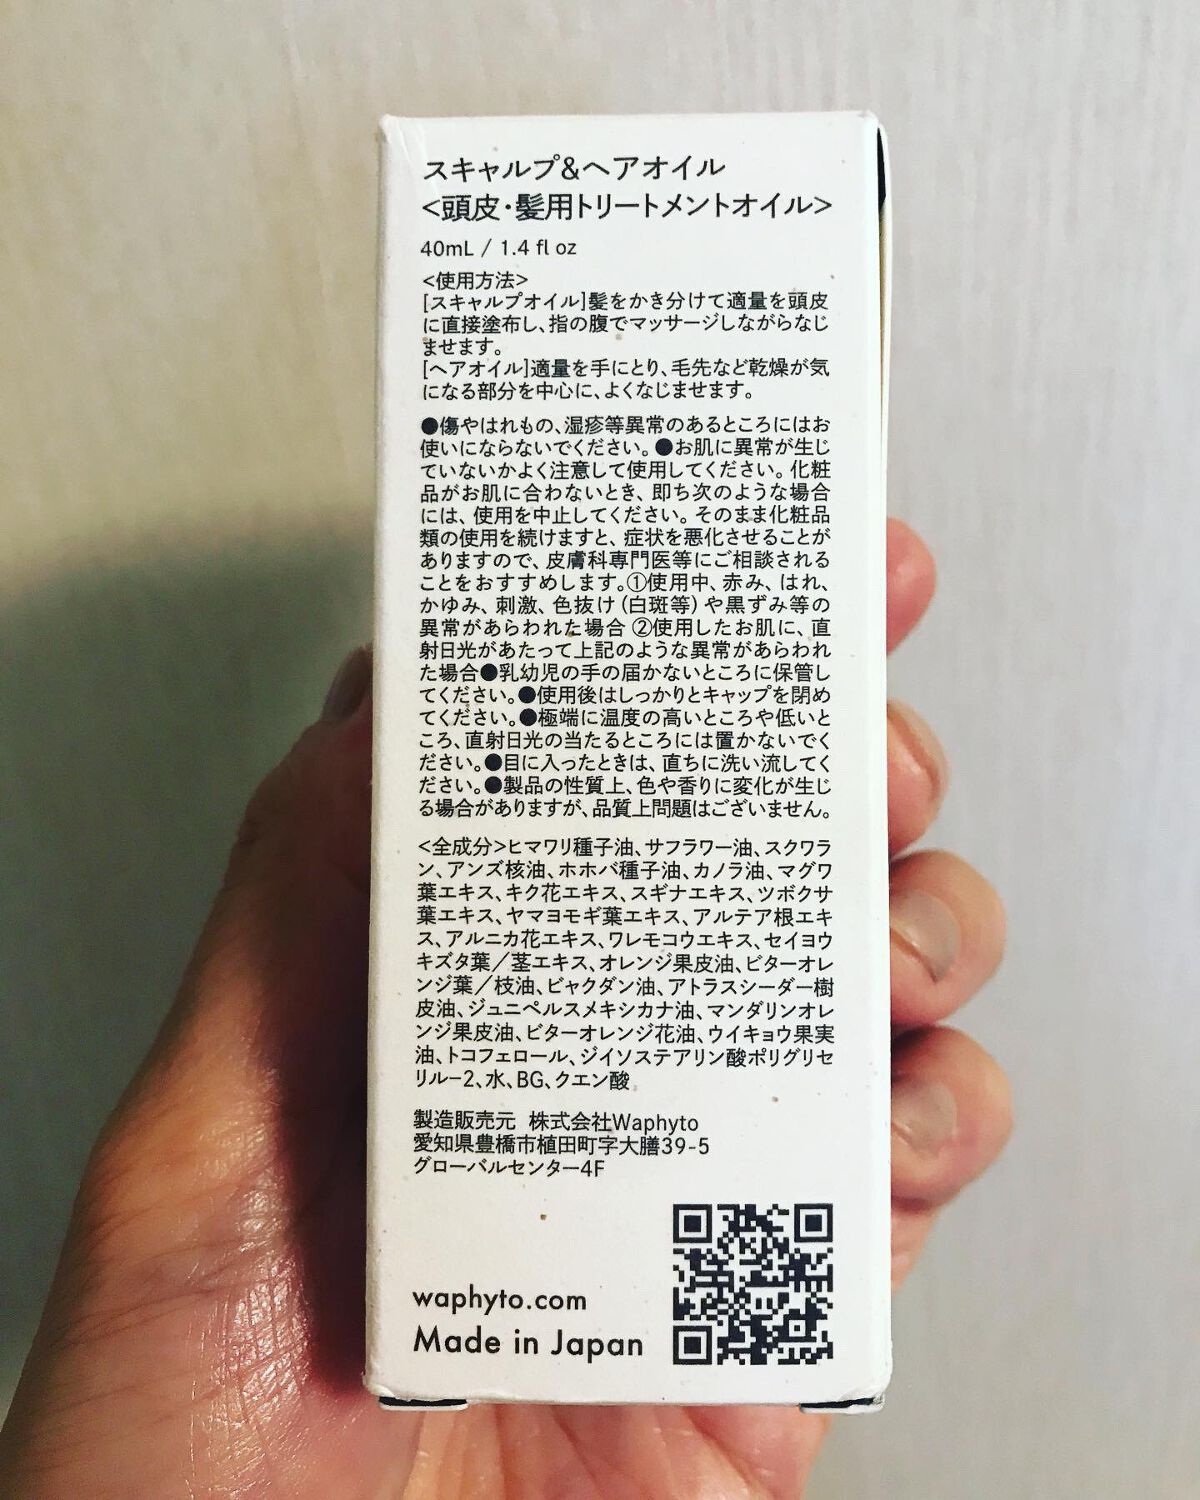 スキャルプ&ヘアオイル
<頭皮・髪用トリートメントオイル>
40mL / 1.4 fl oz
<使用方法>
[スキャルプオイル]髪をかき分けて適量を頭皮
に直接塗布し、指の腹でマッサージしながらなじ
ませます。
[ヘアオイル]適量を手にとり、毛先など乾燥が気
になる部分を中心に、よくなじませます。
●傷やはれもの、湿疹等異常のあるところにはお
使いにならないでください。●お肌に異常が生じ
ていないかよく注意して使用してください。化粧
品がお肌に合わないとき、即ち次のような場合
には、使用を中止してください。そのまま化粧品
類の使用を続けますと、症状を悪化させることが
ありますので、皮膚科専門医等にご相談される
ことをおすすめします。①使用中、赤み、はれ、
かゆみ、刺激、色抜け(白斑等)や黒ずみ等の
異常があらわれた場合 ②使用したお肌に、直
射日光があたって上記のような異常があらわれ
た場合●乳幼児の手の届かないところに保管し
てください。●使用後はしっかりとキャップを閉め
てください。●極端に温度の高いところや低いと
ころ、直射日光の当たるところには置かないでく
ださい。●目に入ったときは、直ちに洗い流してく
ださい。●製品の性質上、色や香りに変化が生じ
る場合がありますが、品質上問題はございません。
<全成分>ヒマワリ種子油、サフラワー油、スクワラ
ン、アンズ核油、ホホバ種子油、カノラ油、マグワ
葉エキス、キク花エキス、スギナエキス、ツボクサ
葉エキス、ヤマヨモギ葉エキス、アルテア根エキ
ス、アルニカ花エキス、ワレモコウエキス、セイヨウ
キズタ葉/茎エキス、オレンジ果皮油、ビターオレ
ンジ葉/枝油、ビャクダン油、アトラスシーダー樹
皮油、ジュニペルスメキシカナ油、マンダリンオレ
ンジ果皮油、ビターオレンジ花油、ウイキョウ果実
油、トコフェロール、ジイソステアリン酸ポリグリセ
リル-2、水、BG、クエン酸
製造販売元 株式会社Waphyto
愛知県豊橋市植田町字大膳39-5
グローバルセンター4F
waphyto.com
Made in Japan